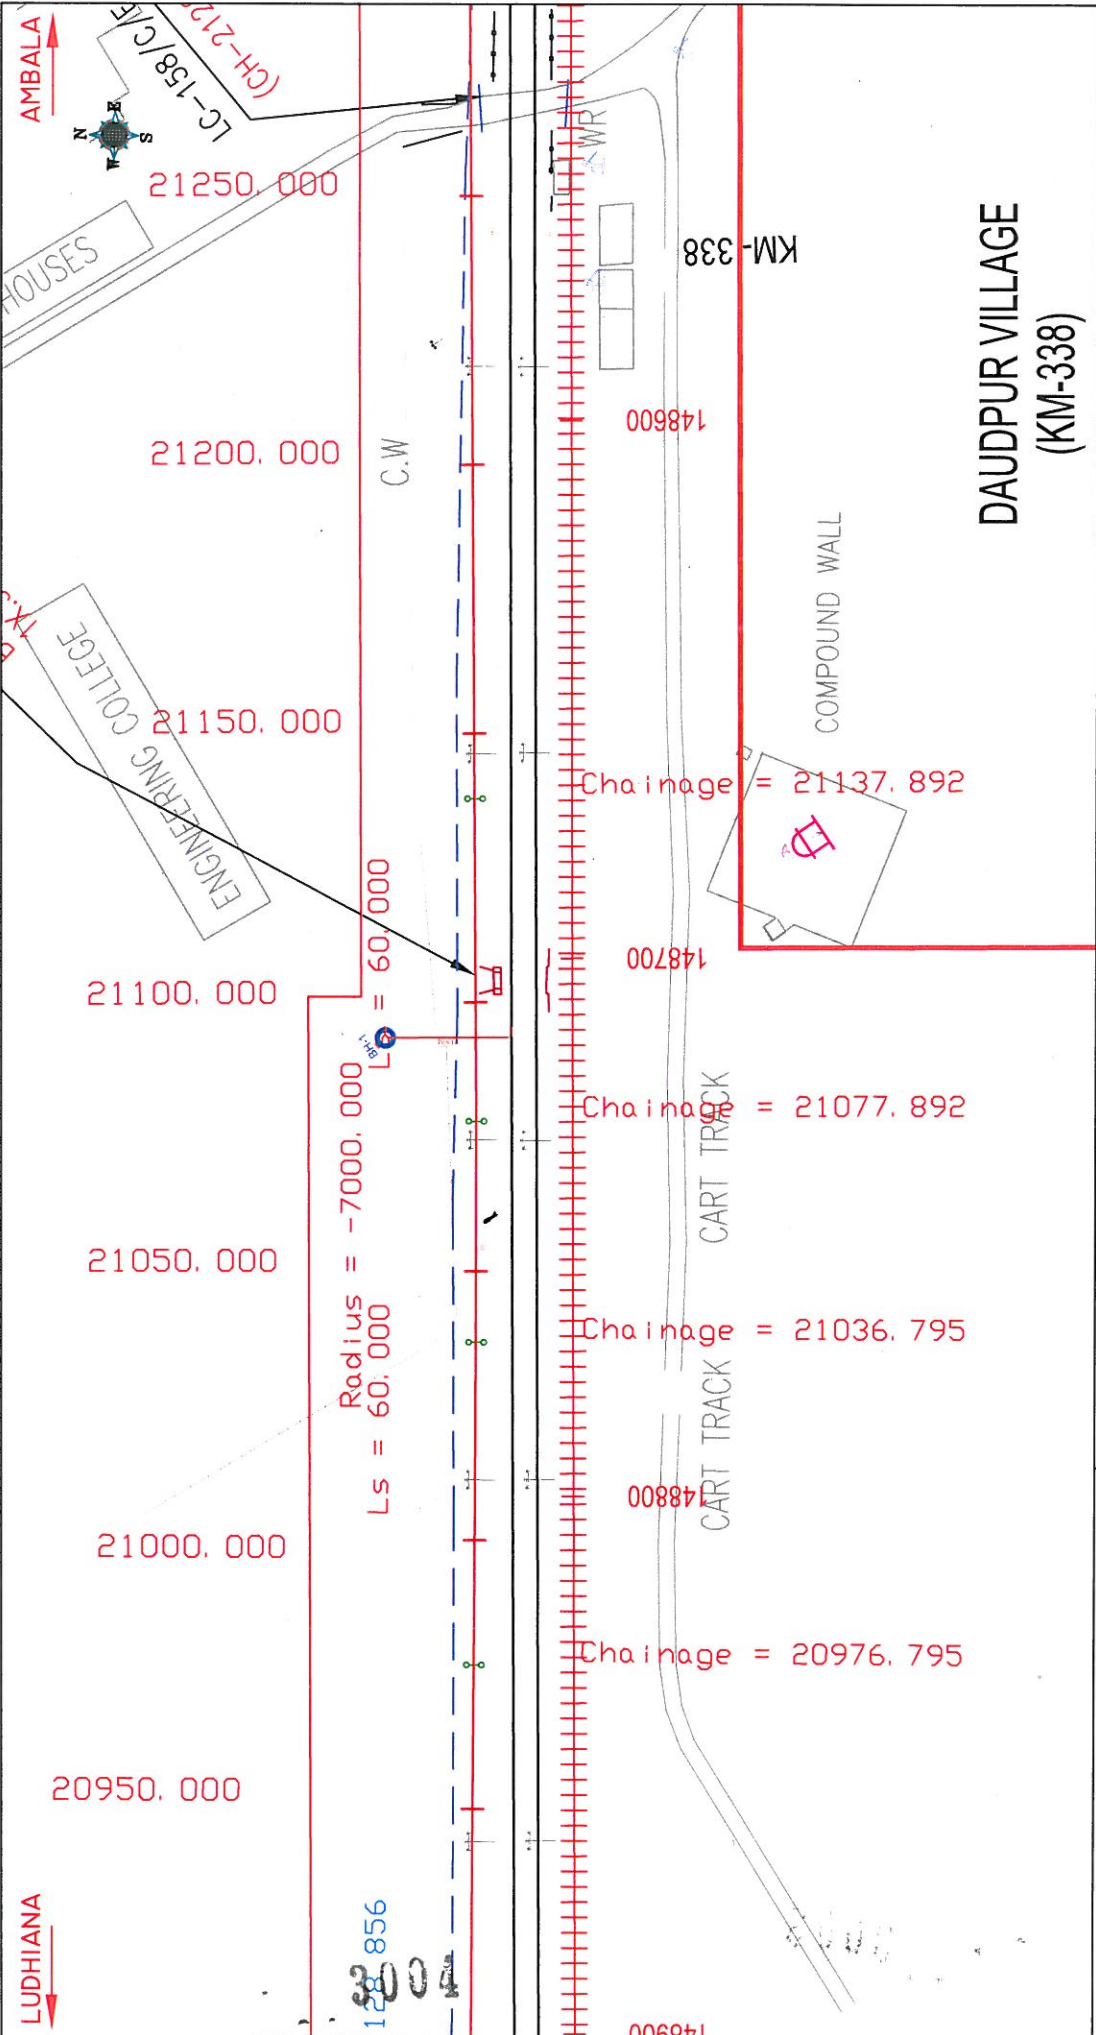 AMBALA
N
E
W
S
LC-158/C/E
(CH-212
21250.000
HOUSES
WR
KM-338
DAUDPUR VILLAGE
(KM-338)
148600
21200.000
C.W
COMPOUND WALL
ENGINEERING COLLEGE
21150.000
Chainage = 21137.892
148700
21100.000
Ls = 60.000
BH-1
Chainage = 21077.892
CART TRACK
Radius = -7000.000
21050.000
Ls = 60.000
Chainage = 21036.795
CART TRACK
148800
21000.000
Chainage = 20976.795
20950.000
LUDHIANA
128 856
3004
148900